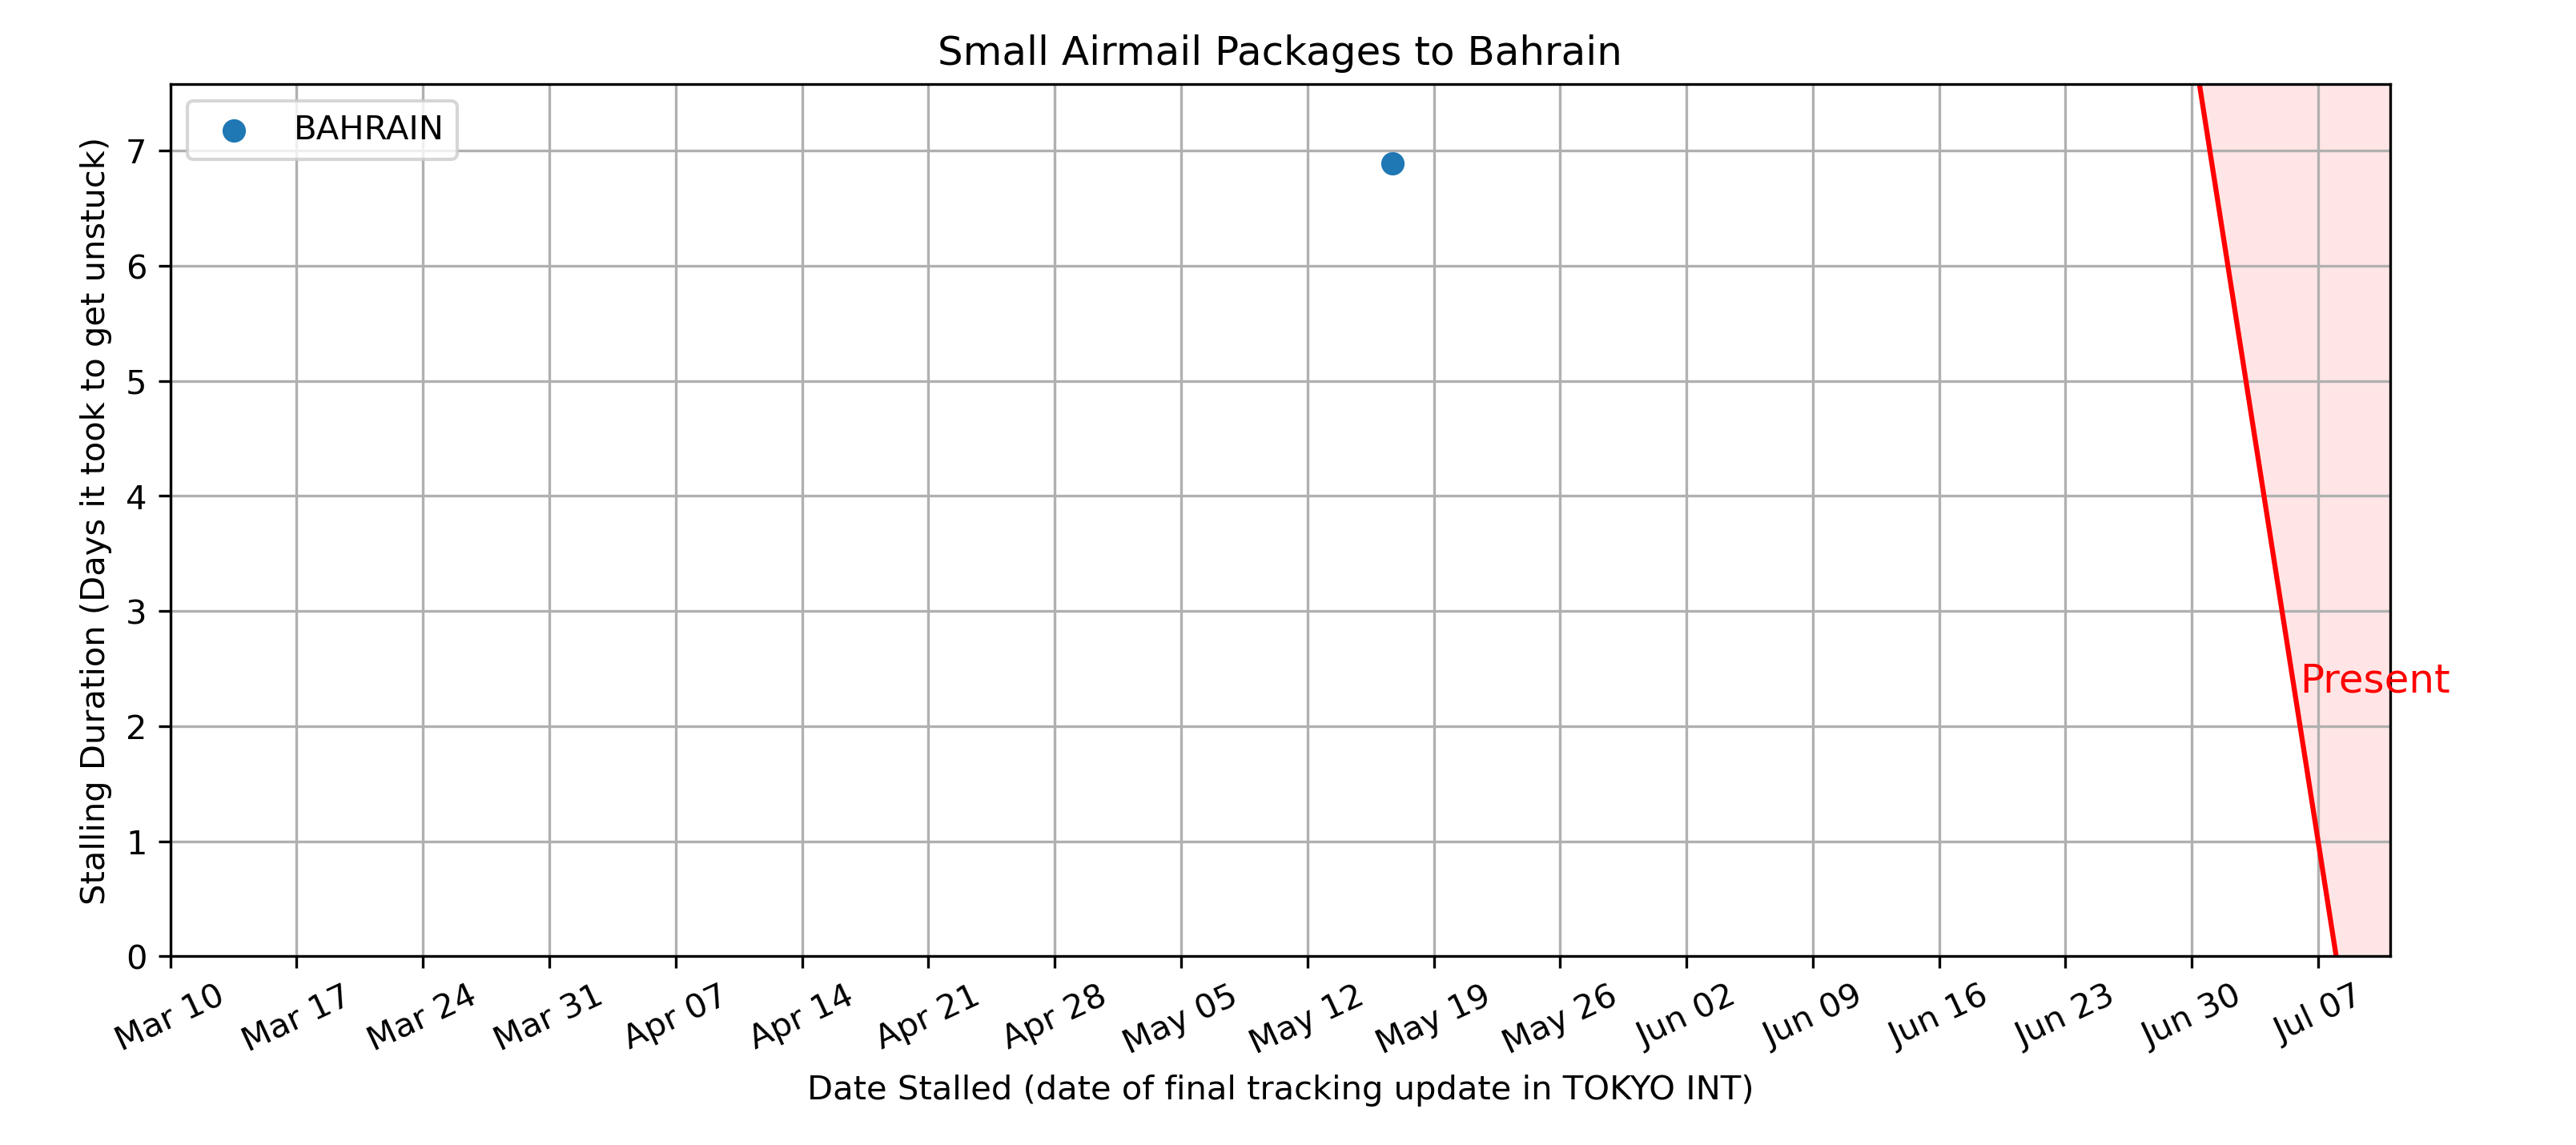 Small Airmail Packages to Bahrain
BAHRAIN
Stalling Duration (Days it took to get unstuck)
7
6
5
4
3
2
1
0
Present
Mar 10 Mar 17 Mar 24 Mar 31 Apr 07 Apr 14 Apr 21 Apr 28 May 05 May 12 May 19 May 26 Jun 02 Jun 09 Jun 16 Jun 23 Jun 30 Jul 07
Date Stalled (date of final tracking update in TOKYO INT)